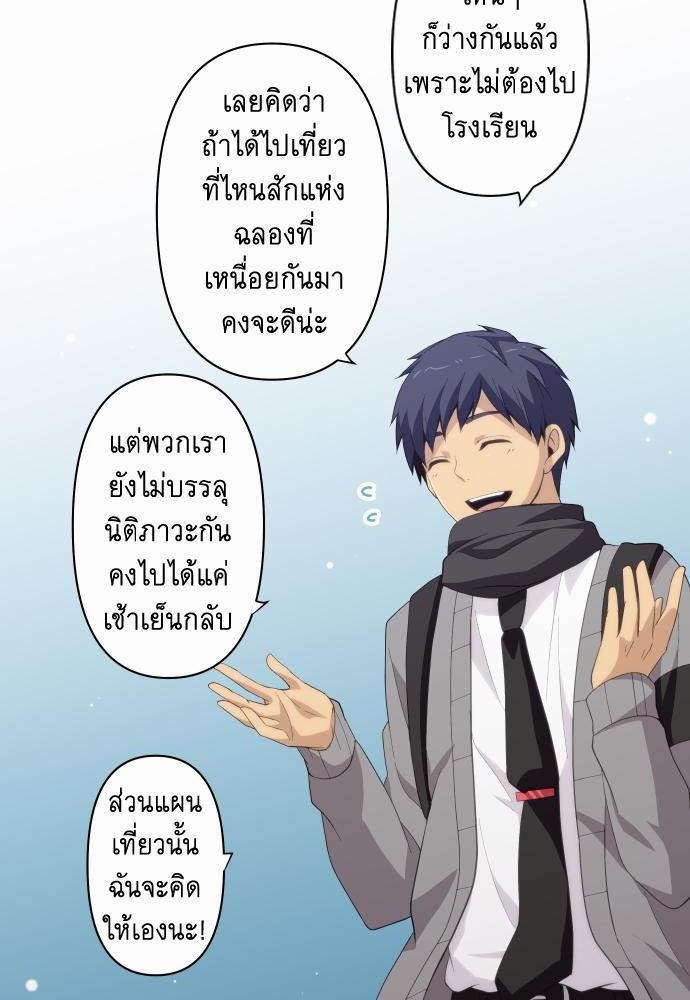 ก็ว่างกันแล้ว
เพราะไม่ต้องไป
โรงเรียน
เลยคิดว่า
ถ้าได้ไปเที่ยว
ที่ไหนสักแห่ง
ฉลองที่
เหนื่อยกันมา
คงจะดีน่ะ
แต่พวกเรา
ยังไม่บรรลุ
นิติภาวะกัน
คงไปได้แค่
เช้าเย็นกลับ
ส่วนแผน
เที่ยวนั้น
ฉันจะคิด
ให้เองนะ!